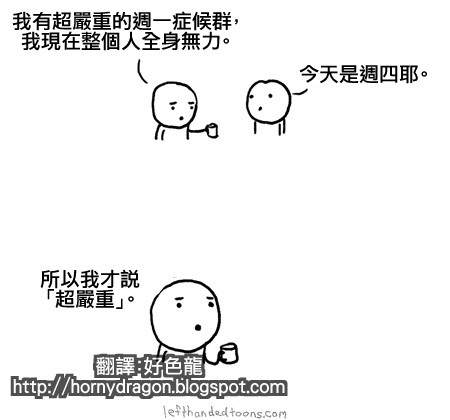 我有超嚴重的週一症候群，
我現在整個人全身無力。
今天是週四耶。
所以我才説
「超嚴重」。
翻譯:好色龍
http://hornydragon.blogspot.com
lefthandedtoons.com